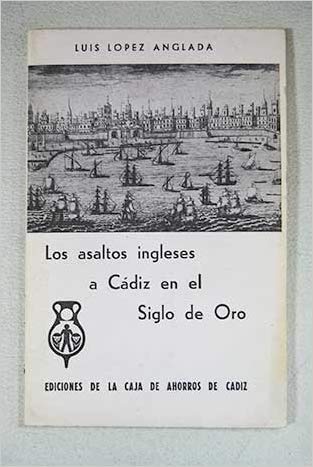 LUIS LOPEZ ANGLADA
Los asaltos ingleses
a Cádiz en el
Siglo de Oro
EDICIONES DE LA CAJA DE AHORROS DE CADIZ